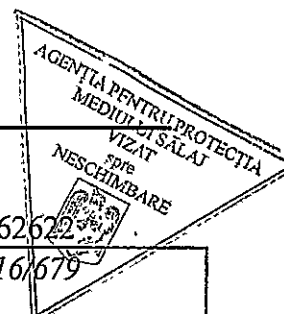 AGENȚIA PENTRU PROTECȚIA
MEDIULUI SĂLAJ
VIZAT
spre
NESCHIMBARE
62622
16/679